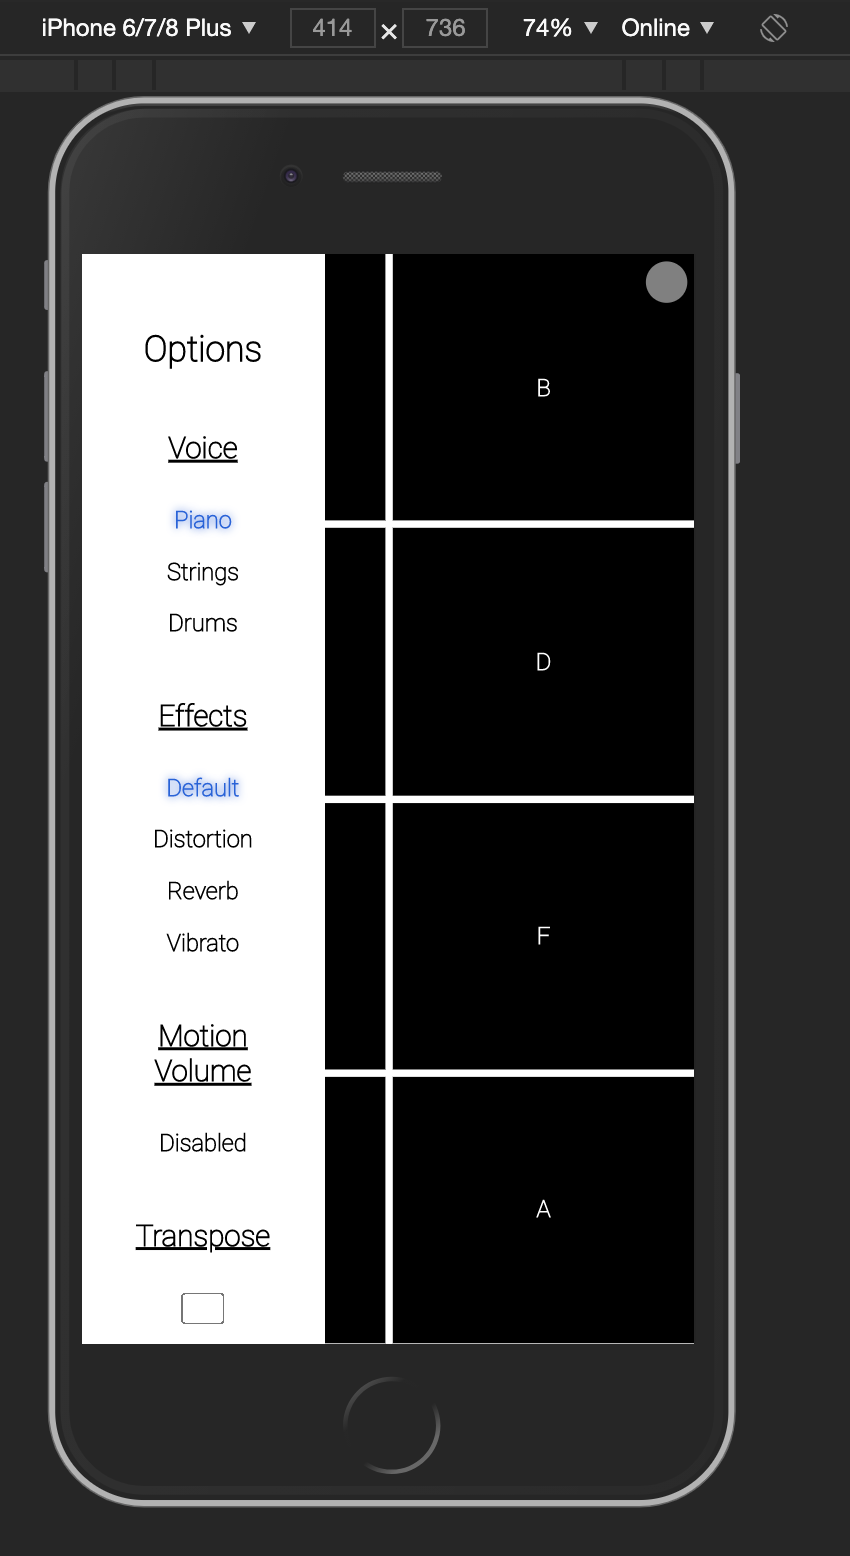 iPhone 6/7/8 Plus ▼ 414 × 736 74% ▼ Online ▼
Options
Voice
Piano
Strings
Drums
Effects
Default
Distortion
Reverb
Vibrato
Motion
Volume
Disabled
Transpose
B
D
F
A